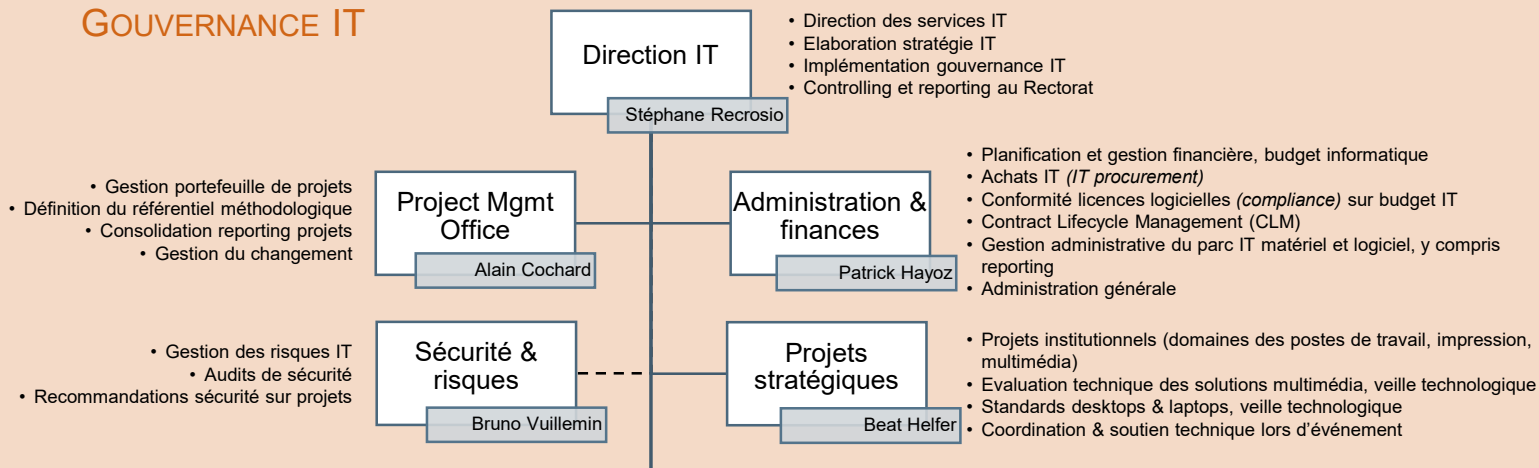 GOUVERNANCE IT
Direction IT
Stéphane Recrosio
• Direction des services IT
• Elaboration stratégie IT
• Implémentation gouvernance IT
• Controlling et reporting au Rectorat
• Gestion portefeuille de projets
• Définition du référentiel méthodologique
• Consolidation reporting projets
• Gestion du changement
Project Mgmt
Office
Alain Cochard
Administration &
finances
Patrick Hayoz
• Planification et gestion financière, budget informatique
• Achats IT (IT procurement)
• Conformité licences logicielles (compliance) sur budget IT
• Contract Lifecycle Management (CLM)
• Gestion administrative du parc IT matériel et logiciel, y compris
reporting
• Administration générale
• Gestion des risques IT
• Audits de sécurité
• Recommandations sécurité sur projets
Sécurité &
risques
Bruno Vuillemin
Projets
stratégiques
Beat Helfer
• Projets institutionnels (domaines des postes de travail, impression,
multimédia)
• Evaluation technique des solutions multimédia, veille technologique
• Standards desktops & laptops, veille technologique
• Coordination & soutien technique lors d'événement